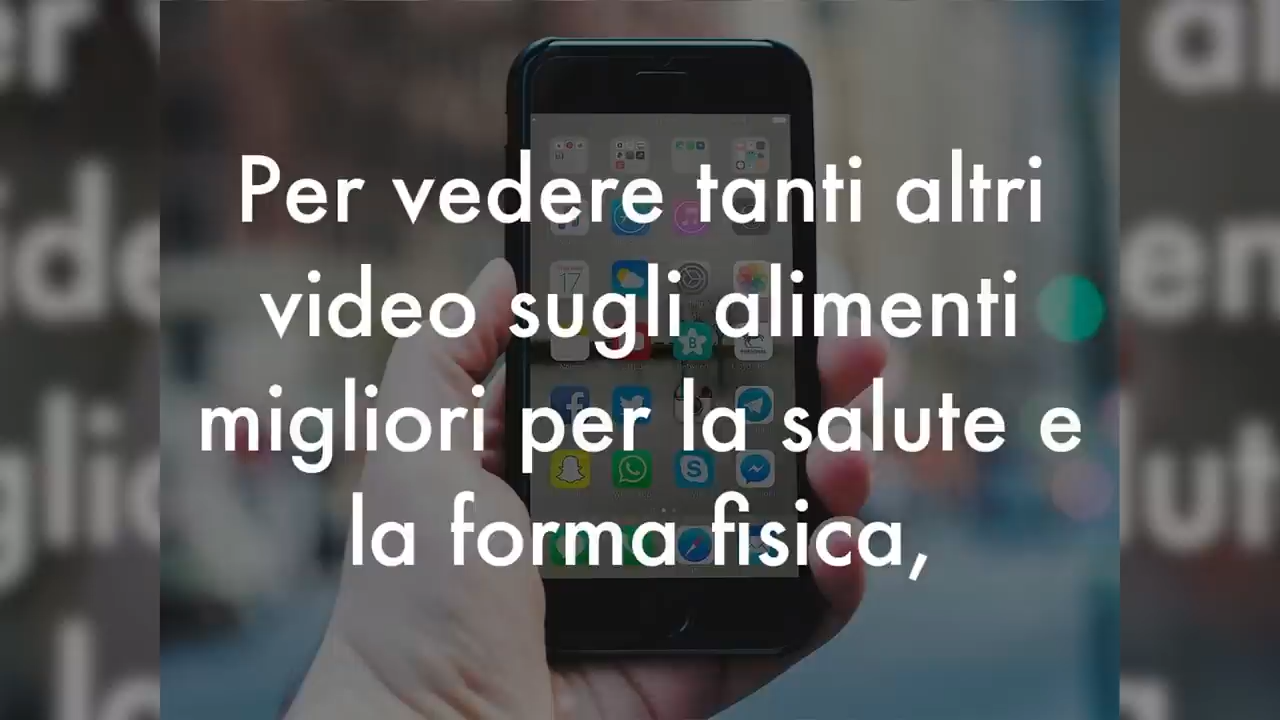 Per vedere tanti altri
video sugli alimenti
migliori per la salute e
la forma fisica,